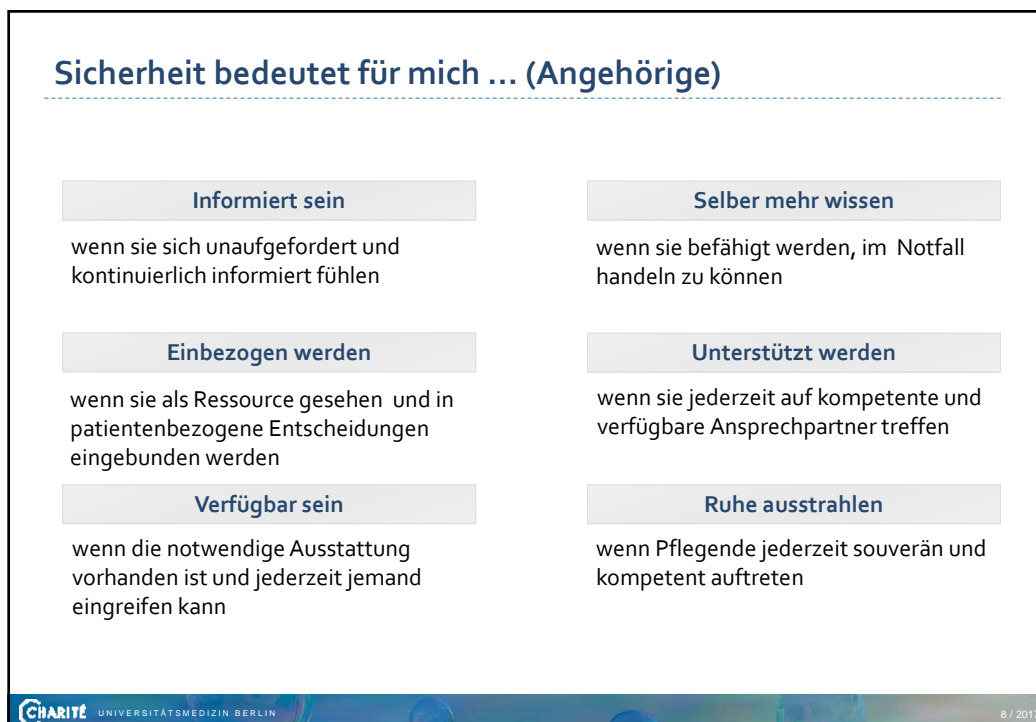 Sicherheit bedeutet für mich ... (Angehörige)
Informiert sein
wenn sie sich unaufgefordert und
kontinuierlich informiert fühlen
Selber mehr wissen
wenn sie befähigt werden, im Notfall
handeln zu können
Einbezogen werden
wenn sie als Ressource gesehen und in
patientenbezogene Entscheidungen
eingebunden werden
Unterstützt werden
wenn sie jederzeit auf kompetente und
verfügbare Ansprechpartner treffen
Verfügbar sein
wenn die notwendige Ausstattung
vorhanden ist und jederzeit jemand
eingreifen kann
Ruhe ausstrahlen
wenn Pflegende jederzeit souverän und
kompetent auftreten
CHARITÉ UNIVERSITÄTSMEDIZIN BERLIN
8 /